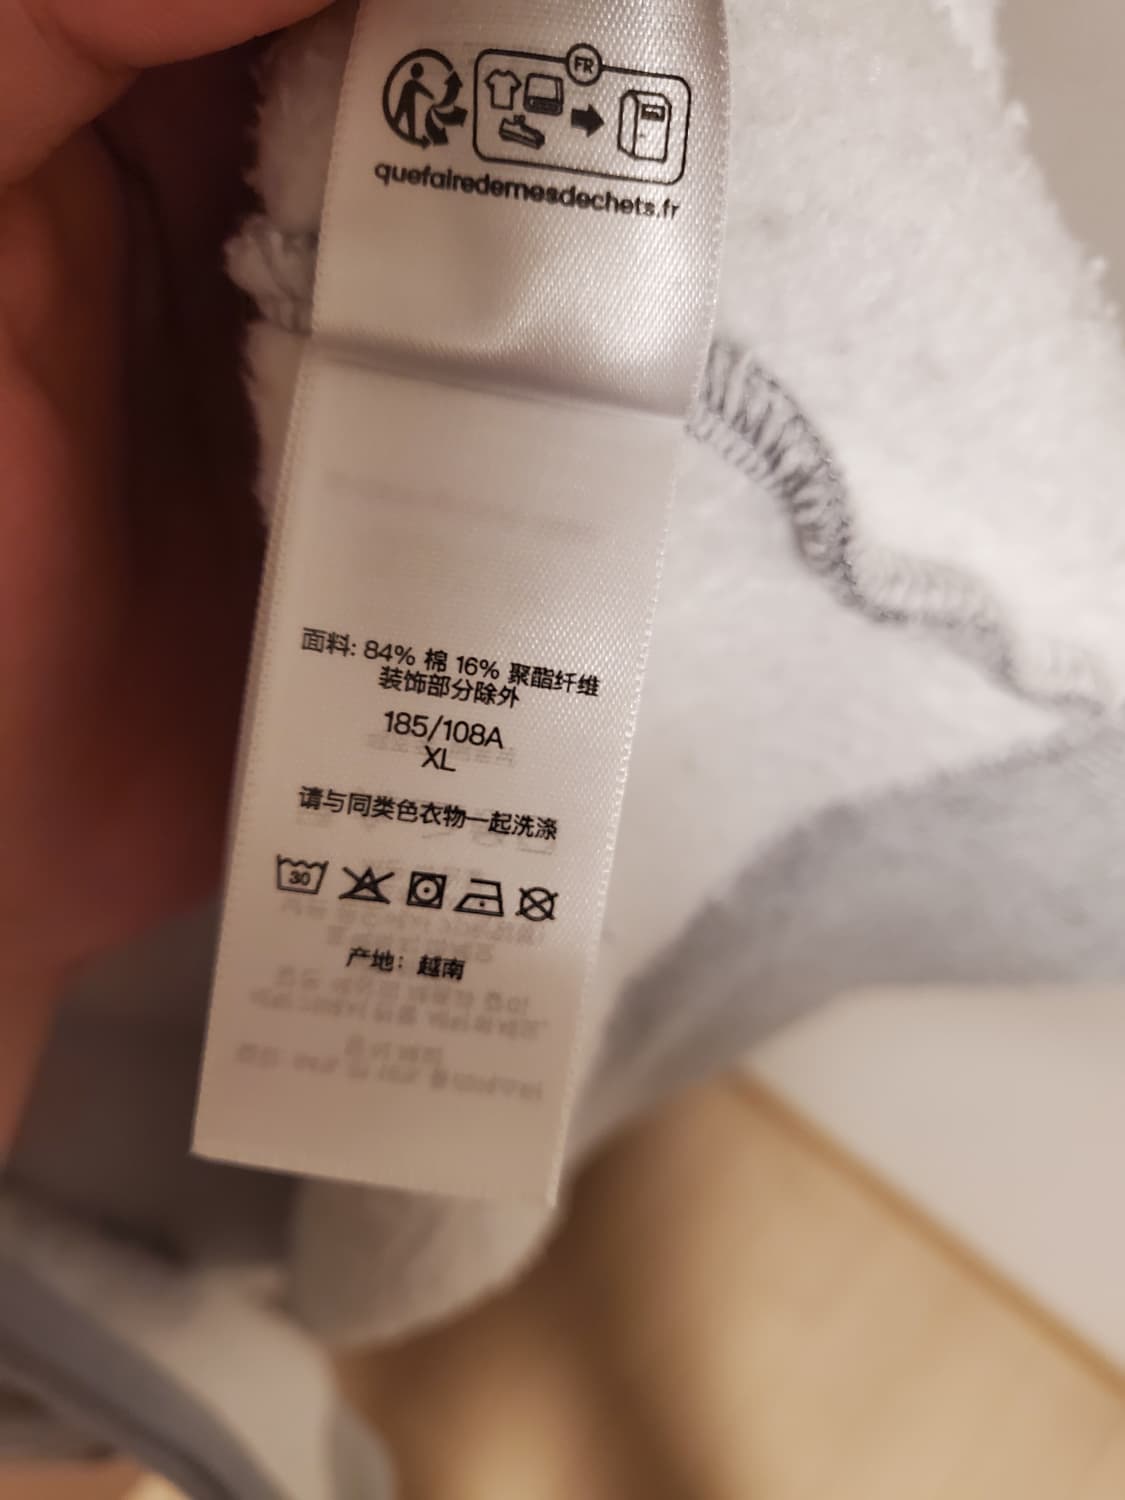 FR
quefairedemesdechets.fr
面料: 84% 棉 16% 聚酯纤维
装饰部分除外
185/108A
XL
请与同类色衣物一起洗涤
30
产地：越南